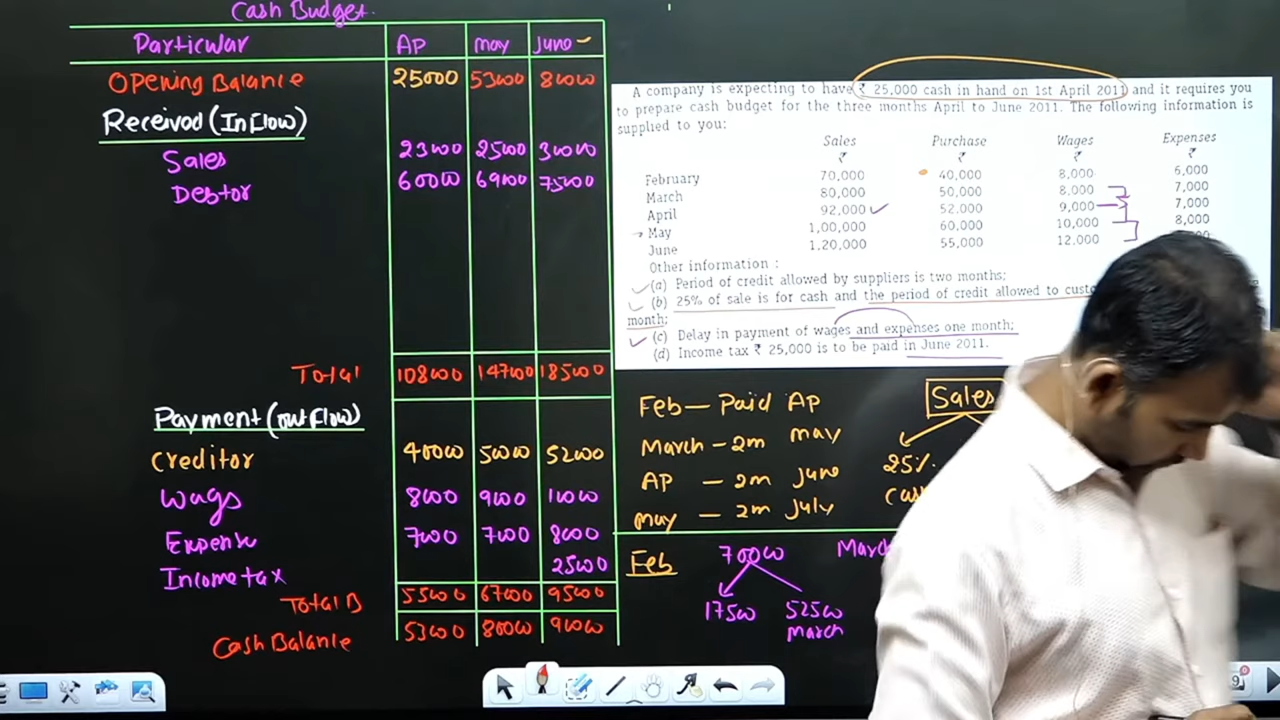 Cash Budget.
Particular AP may June
Opening Balance 25000 53000 80000
Received (InFlow)
Sales 23000 25000 30000
Debtor 60000 69000 75000
Total 108000 147000 185000
Payment (outFlow)
Creditor 40000 50000 52000
Wags 8000 9000 10000
Expense 7000 7000 8000
Incometax 25000
Total B 55000 67000 95000
Cash Balance 53000 80000 90000
A company is expecting to have ₹ 25,000 cash in hand on 1st April 2011 and it requires you
to prepare cash budget for the three months April to June 2011. The following information is
supplied to you:
Sales Purchase Wages Expenses
₹ ₹ ₹ ₹
February 70,000 40,000 8,000 6,000
March 80,000 50,000 8,000 7,000
April 92,000 52.000 9,000 7,000
May 1,00,000 60,000 10,000 8,000
June 1,20,000 55,000 12.000
Other information :
(a) Period of credit allowed by suppliers is two months;
(b) 25% of sale is for cash and the period of credit allowed to
month;
(c) Delay in payment of wages and expenses one month;
(d) Income tax ₹ 25,000 is to be paid in June 2011.
Feb — Paid AP
March — 2m may
AP — 2m June
may — 2m July
Sales
25%
Feb 70000
17500 52500
March